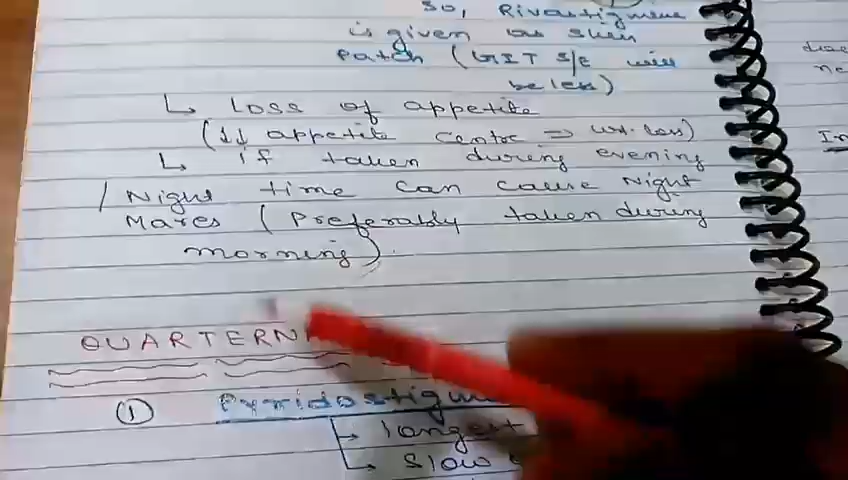 so, Rivastigmine
is given as skin
Patch (GIT S/E will
be less)
↳ Loss of appetite
(↓↓ appetite centre ⇒ wt. loss)
↳ if taken during evening
/ Night time can cause Night
Mares (Preferably taken during
morning).
QUARTERN
① Pyridostigm
→ longest
→ slow
In